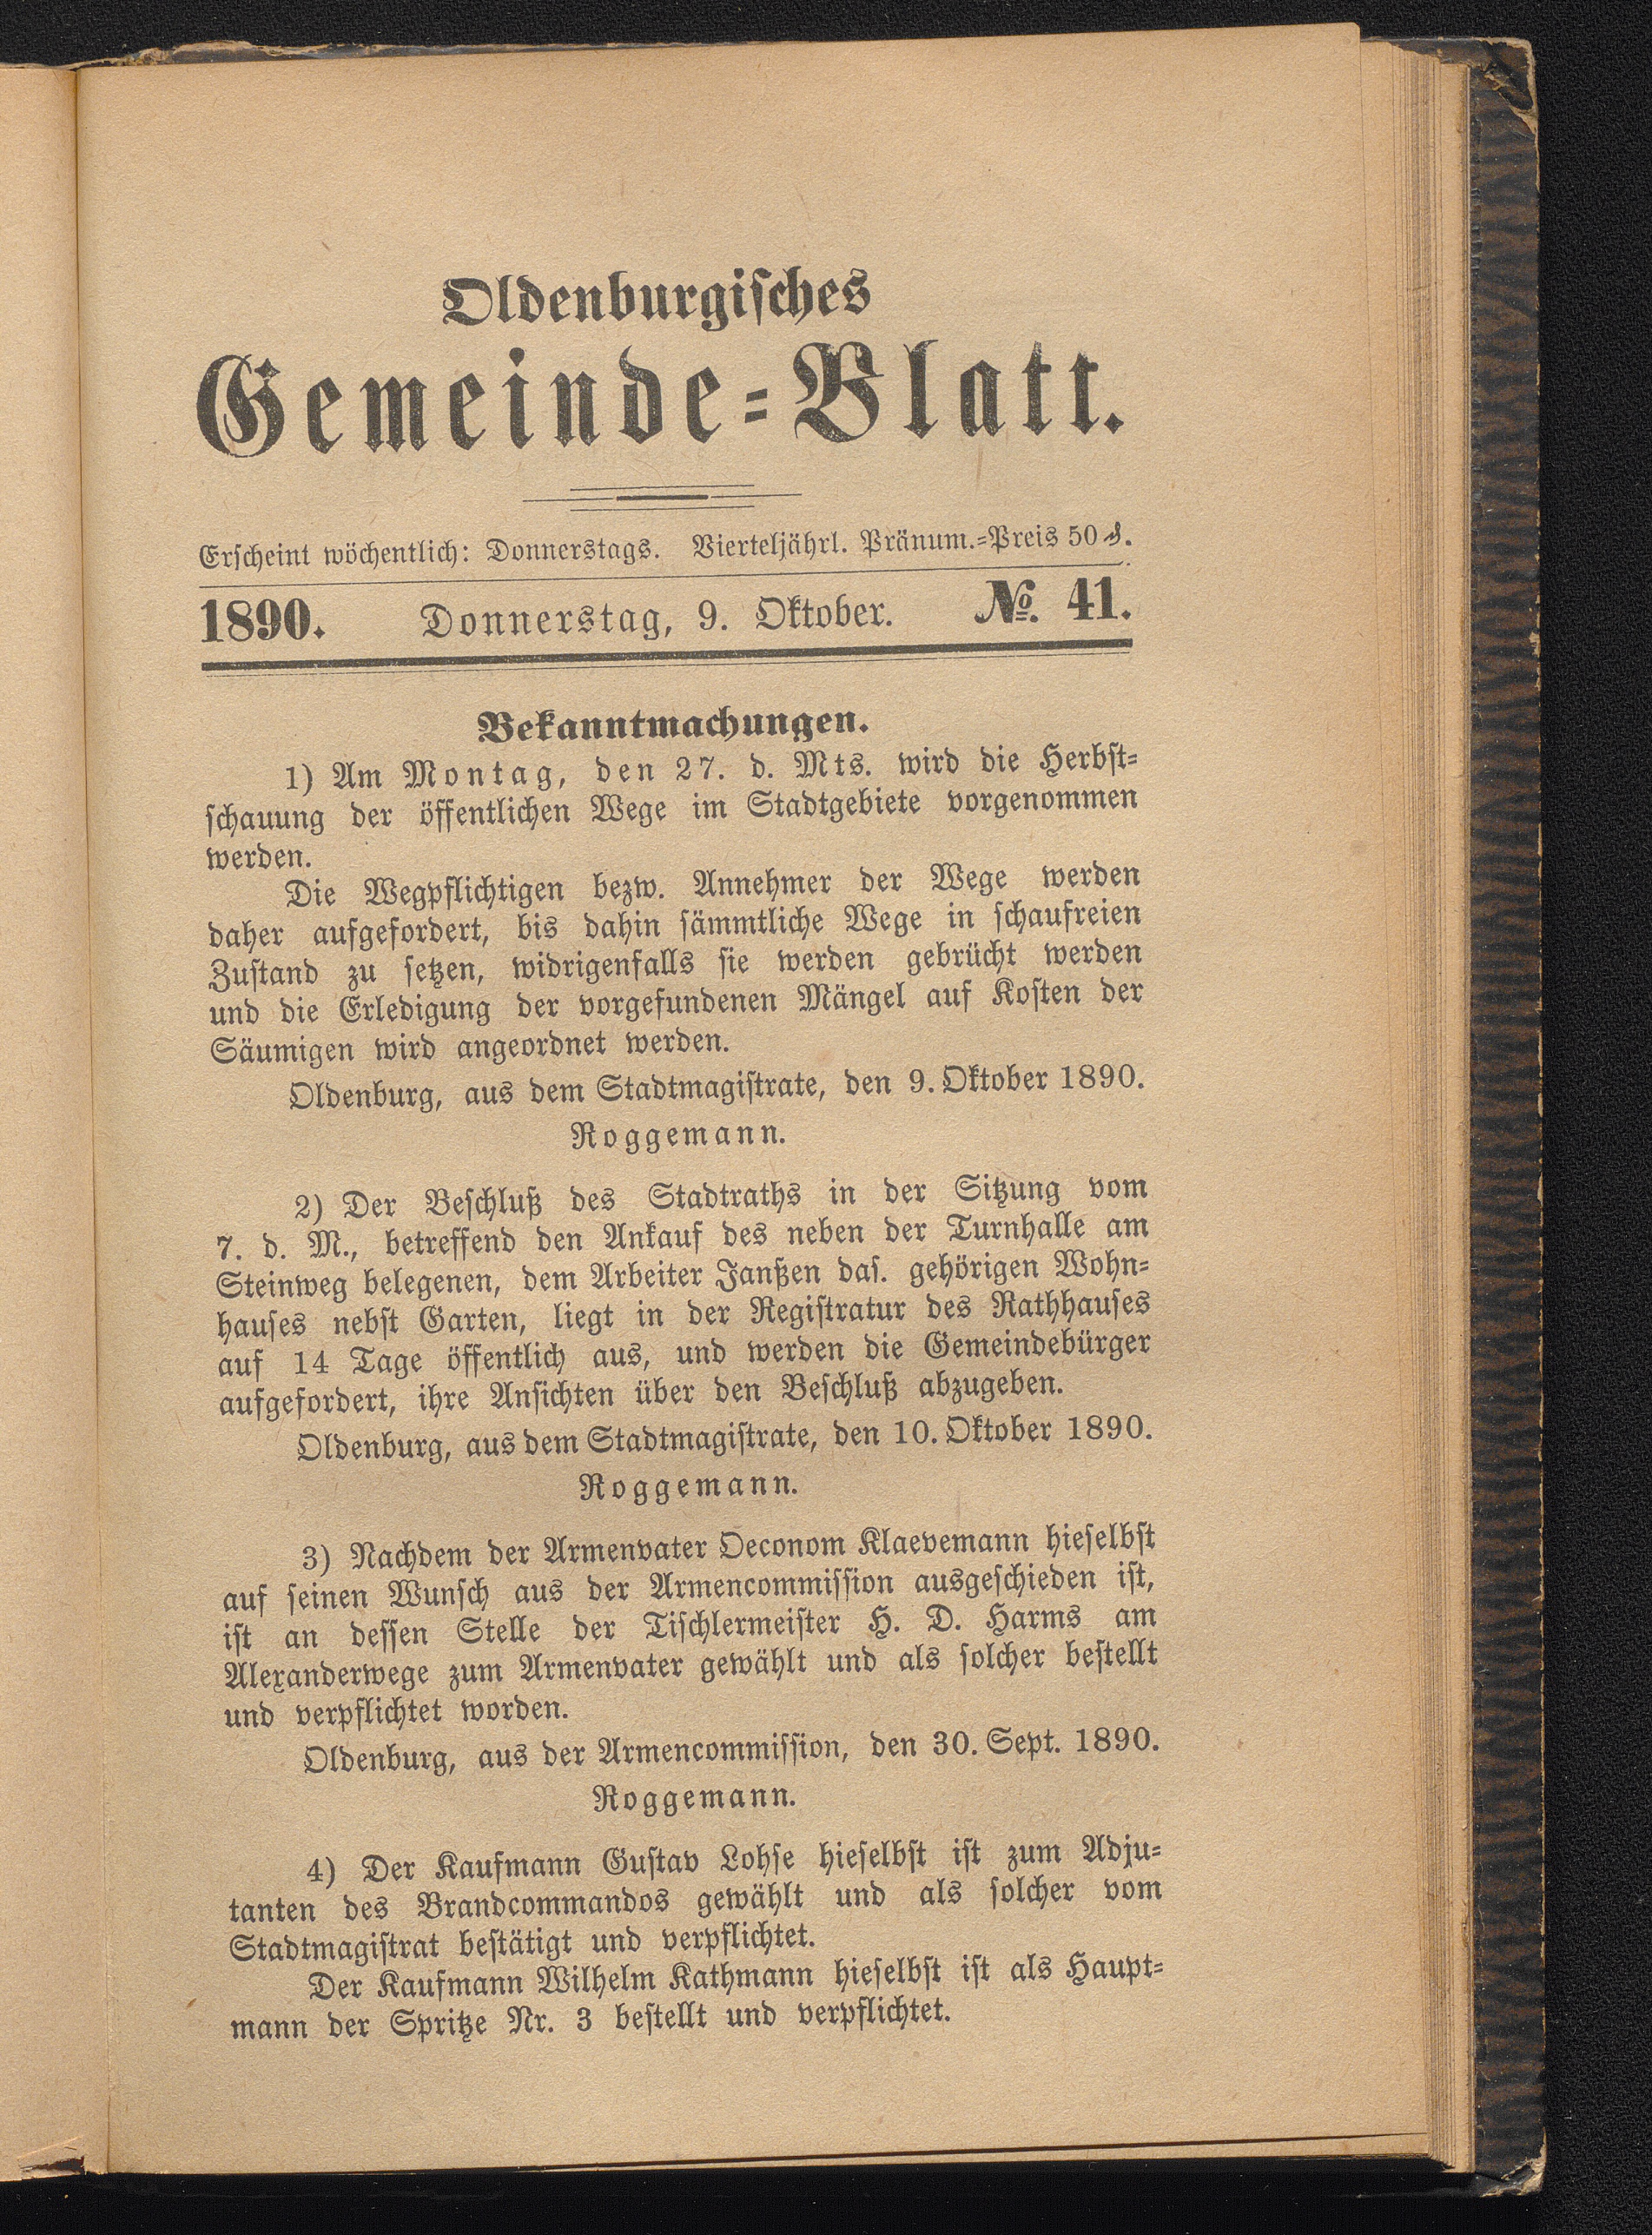 Oldenburgisches
Gemeinde-Blatt.
Erscheint wöchentlich: Donnerstags. Vierteljährl. Pränum.-Preis 50 ₰.
1890. Donnerstag, 9. Oktober. No. 41.
Bekanntmachungen.
1) Am Montag, den 27. d. Mts. wird die Herbst-
schauung der öffentlichen Wege im Stadtgebiete vorgenommen
werden.
Die Wegpflichtigen bezw. Annehmer der Wege werden
daher aufgefordert, bis dahin sämmtliche Wege in schaufreien
Zustand zu setzen, widrigenfalls sie werden gebrücht werden
und die Erledigung der vorgefundenen Mängel auf Kosten der
Säumigen wird angeordnet werden.
Oldenburg, aus dem Stadtmagistrate, den 9. Oktober 1890.
Roggemann.
2) Der Beschluß des Stadtraths in der Sitzung vom
7. d. M., betreffend den Ankauf des neben der Turnhalle am
Steinweg belegenen, dem Arbeiter Janßen das. gehörigen Wohn-
hauses nebst Garten, liegt in der Registratur des Rathhauses
auf 14 Tage öffentlich aus, und werden die Gemeindebürger
aufgefordert, ihre Ansichten über den Beschluß abzugeben.
Oldenburg, aus dem Stadtmagistrate, den 10. Oktober 1890.
Roggemann.
3) Nachdem der Armenvater Oeconom Klaevemann hieselbst
auf seinen Wunsch aus der Armencommission ausgeschieden ist,
ist an dessen Stelle der Tischlermeister H. D. Harms am
Alexanderwege zum Armenvater gewählt und als solcher bestellt
und verpflichtet worden.
Oldenburg, aus der Armencommission, den 30. Sept. 1890.
Roggemann.
4) Der Kaufmann Gustav Lohse hieselbst ist zum Adju-
tanten des Brandcommandos gewählt und als solcher vom
Stadtmagistrat bestätigt und verpflichtet.
Der Kaufmann Wilhelm Kathmann hieselbst ist als Haupt-
mann der Spritze Nr. 3 bestellt und verpflichtet.